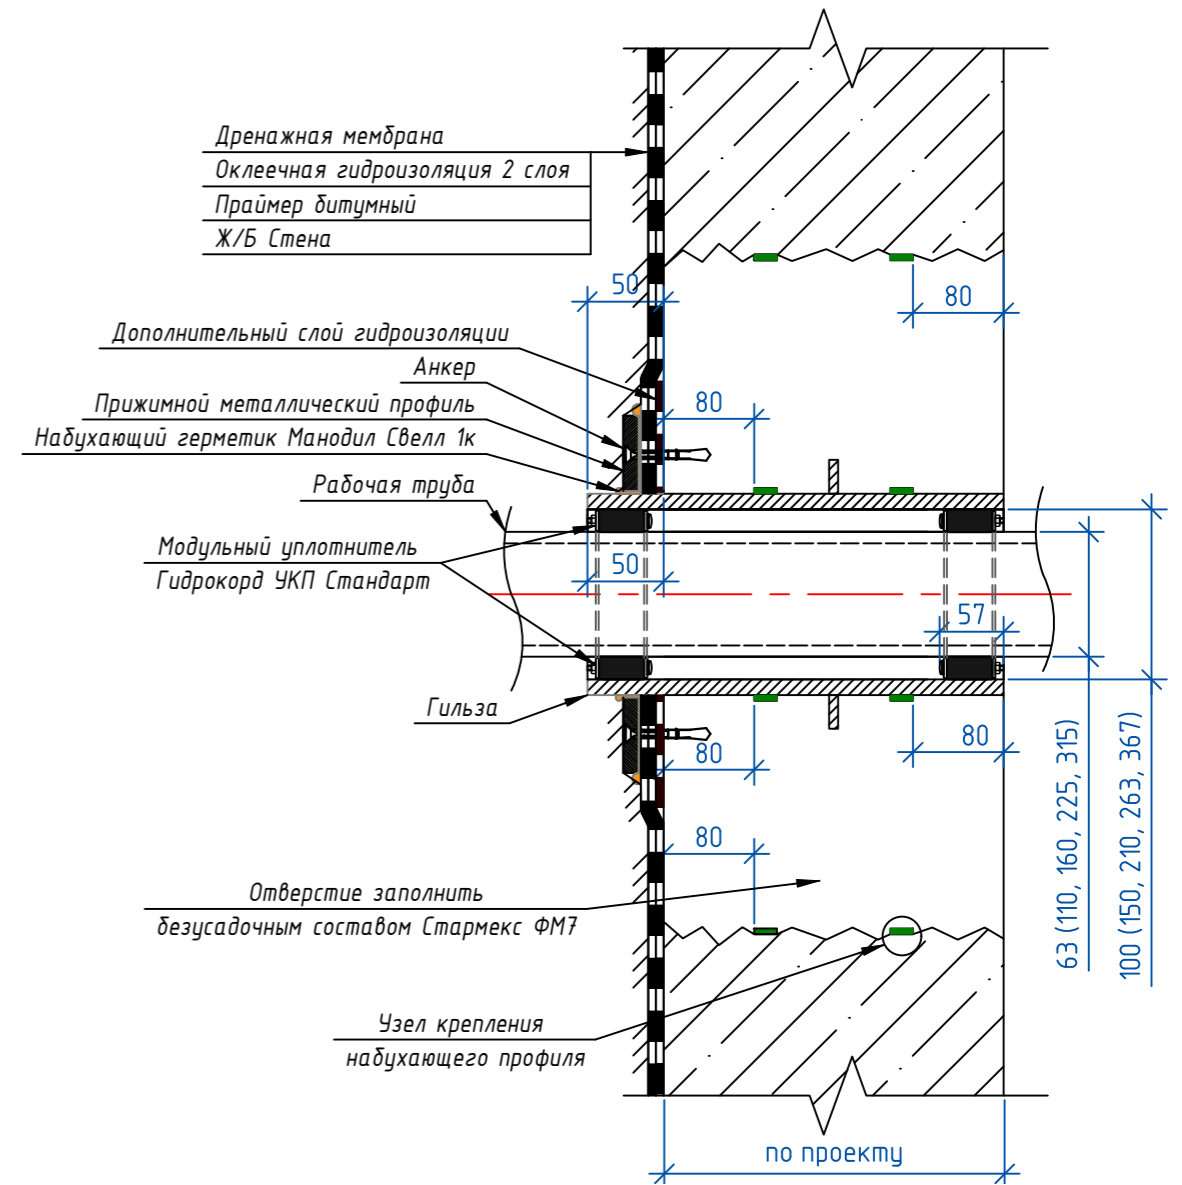 Дренажная мембрана
Оклеечная гидроизоляция 2 слоя
Праймер битумный
Ж/Б Стена
50
80
Дополнительный слой гидроизоляции
Анкер
80
Прижимной металлический профиль
Набухающий герметик Манодил Свелл 1к
Рабочая труба
Модульный уплотнитель
Гидрокорд УКП Стандарт
50
57
Гильза
80
80
63 (110, 160, 225, 315)
100 (150, 210, 263, 367)
80
Отверстие заполнить
безусадочным составом Стармекс ФМ7
Узел крепления
набухающего профиля
по проекту